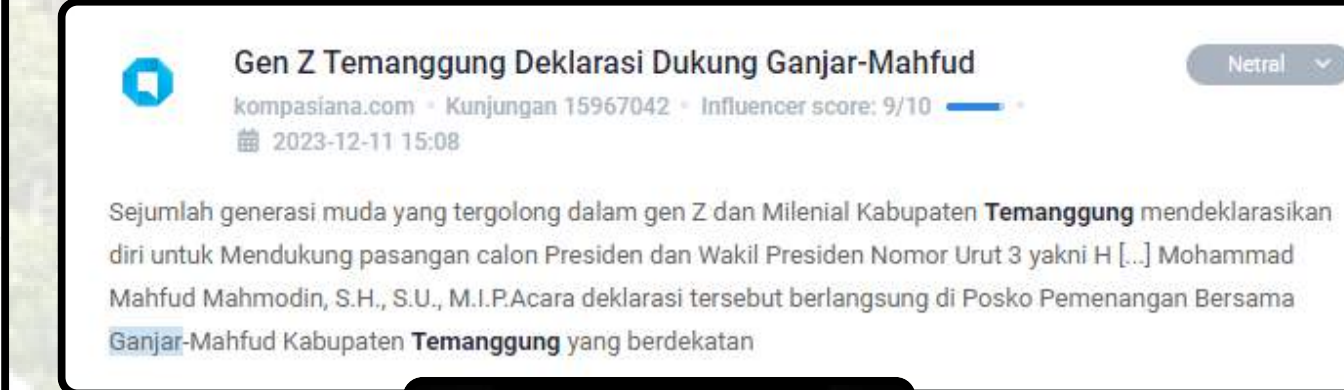 Gen Z Temanggung Deklarasi Dukung Ganjar-Mahfud
Netral
kompasiana.com • Kunjungan 15967042 • Influencer score: 9/10
2023-12-11 15:08
Sejumlah generasi muda yang tergolong dalam gen Z dan Milenial Kabupaten Temanggung mendeklarasikan
diri untuk Mendukung pasangan calon Presiden dan Wakil Presiden Nomor Urut 3 yakni H [...] Mohammad
Mahfud Mahmodin, S.H., S.U., M.I.P.Acara deklarasi tersebut berlangsung di Posko Pemenangan Bersama
Ganjar-Mahfud Kabupaten Temanggung yang berdekatan